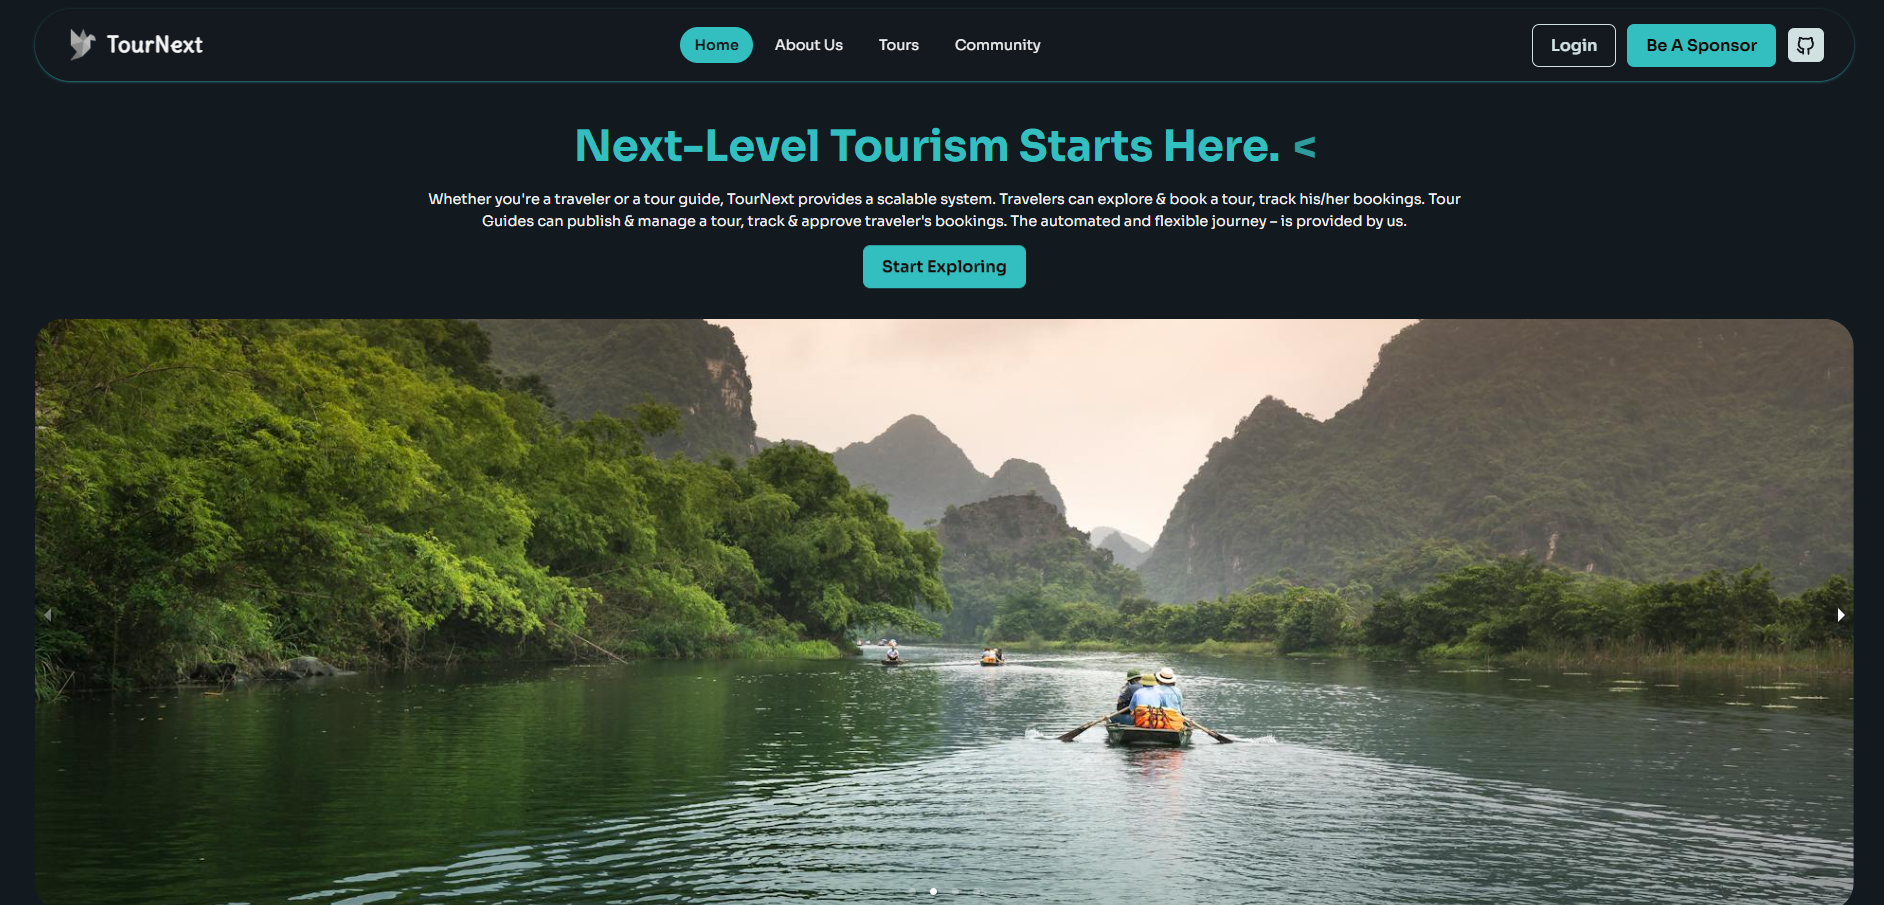 TourNext
Home
About Us
Tours
Community
Login
Be A Sponsor
Next-Level Tourism Starts Here. <
Whether you're a traveler or a tour guide, TourNext provides a scalable system. Travelers can explore & book a tour, track his/her bookings. Tour
Guides can publish & manage a tour, track & approve traveler's bookings. The automated and flexible journey – is provided by us.
Start Exploring